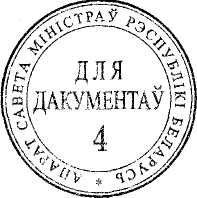 АПАРАТ САВЕТА МІНІСТРАЎ РЭСПУБЛІКІ БЕЛАРУСЬ *
ДЛЯ
ДАКУМЕНТАЎ
4